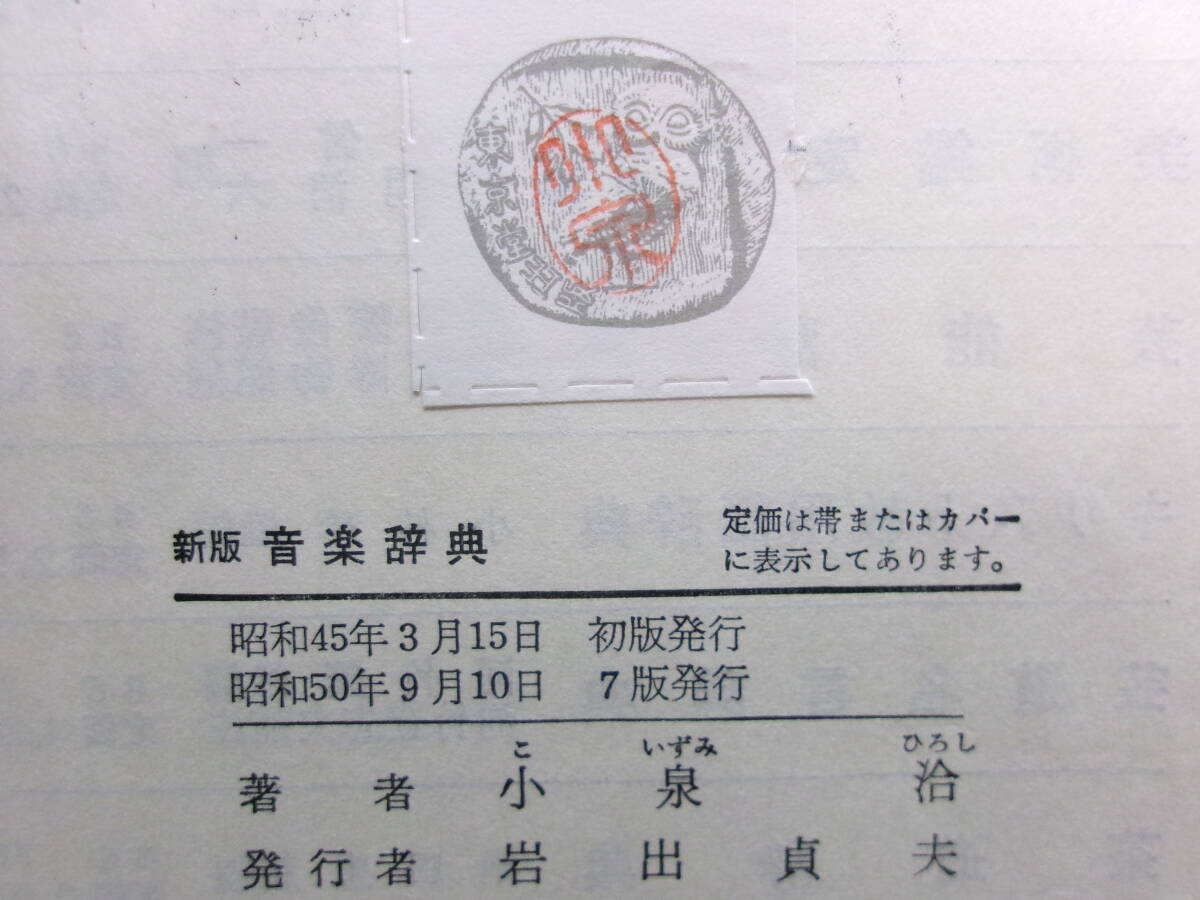 東京堂出版
小泉
新版 音楽辞典
定価は帯またはカバー
に表示してあります。
昭和45年3月15日 初版発行
昭和50年9月10日 7版発行
こ いずみ ひろし
著者 小泉 洽
発行者 岩出貞夫